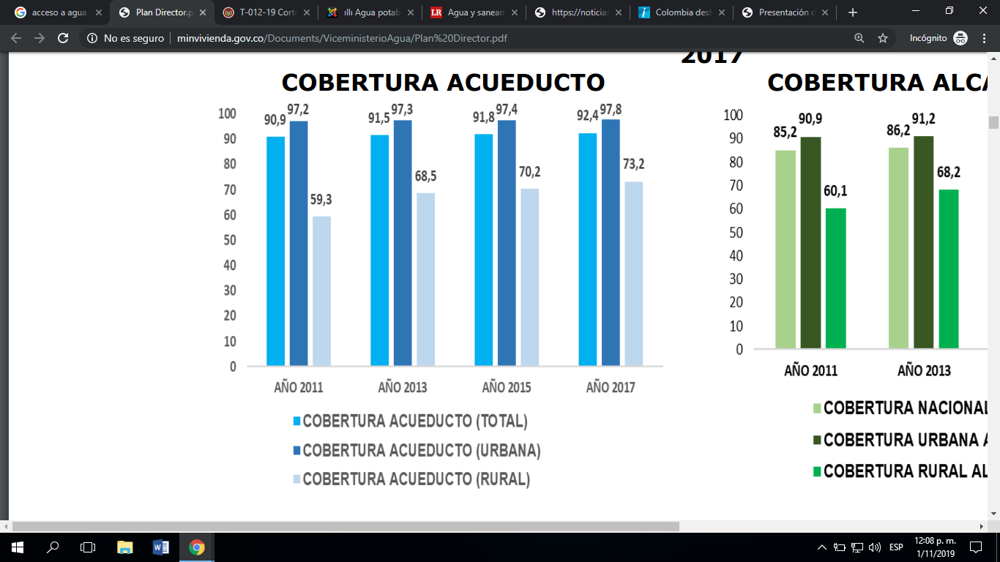 acceso a agua
Plan Director.p
T-012-19 Corte
Agua potab
LR Agua y sanear
https://noticias
Colombia dest
Presentación d
No es seguro minvivienda.gov.co/Documents/ViceministerioAgua/Plan%20Director.pdf
Incógnito
2017
COBERTURA ACUEDUCTO
100
90
80
70
60
50
40
30
20
10
0
90,9 97,2 59,3
91,5 97,3 68,5
91,8 97,4 70,2
92,4 97,8 73,2
AÑO 2011 AÑO 2013 AÑO 2015 AÑO 2017
COBERTURA ACUEDUCTO (TOTAL)
COBERTURA ACUEDUCTO (URBANA)
COBERTURA ACUEDUCTO (RURAL)
COBERTURA ALCA
100
90
80
70
60
50
40
30
20
10
0
85,2 90,9 60,1
86,2 91,2 68,2
AÑO 2011 AÑO 2013
COBERTURA NACIONAL
COBERTURA URBANA A
COBERTURA RURAL AL
ESP
12:08 p. m.
1/11/2019